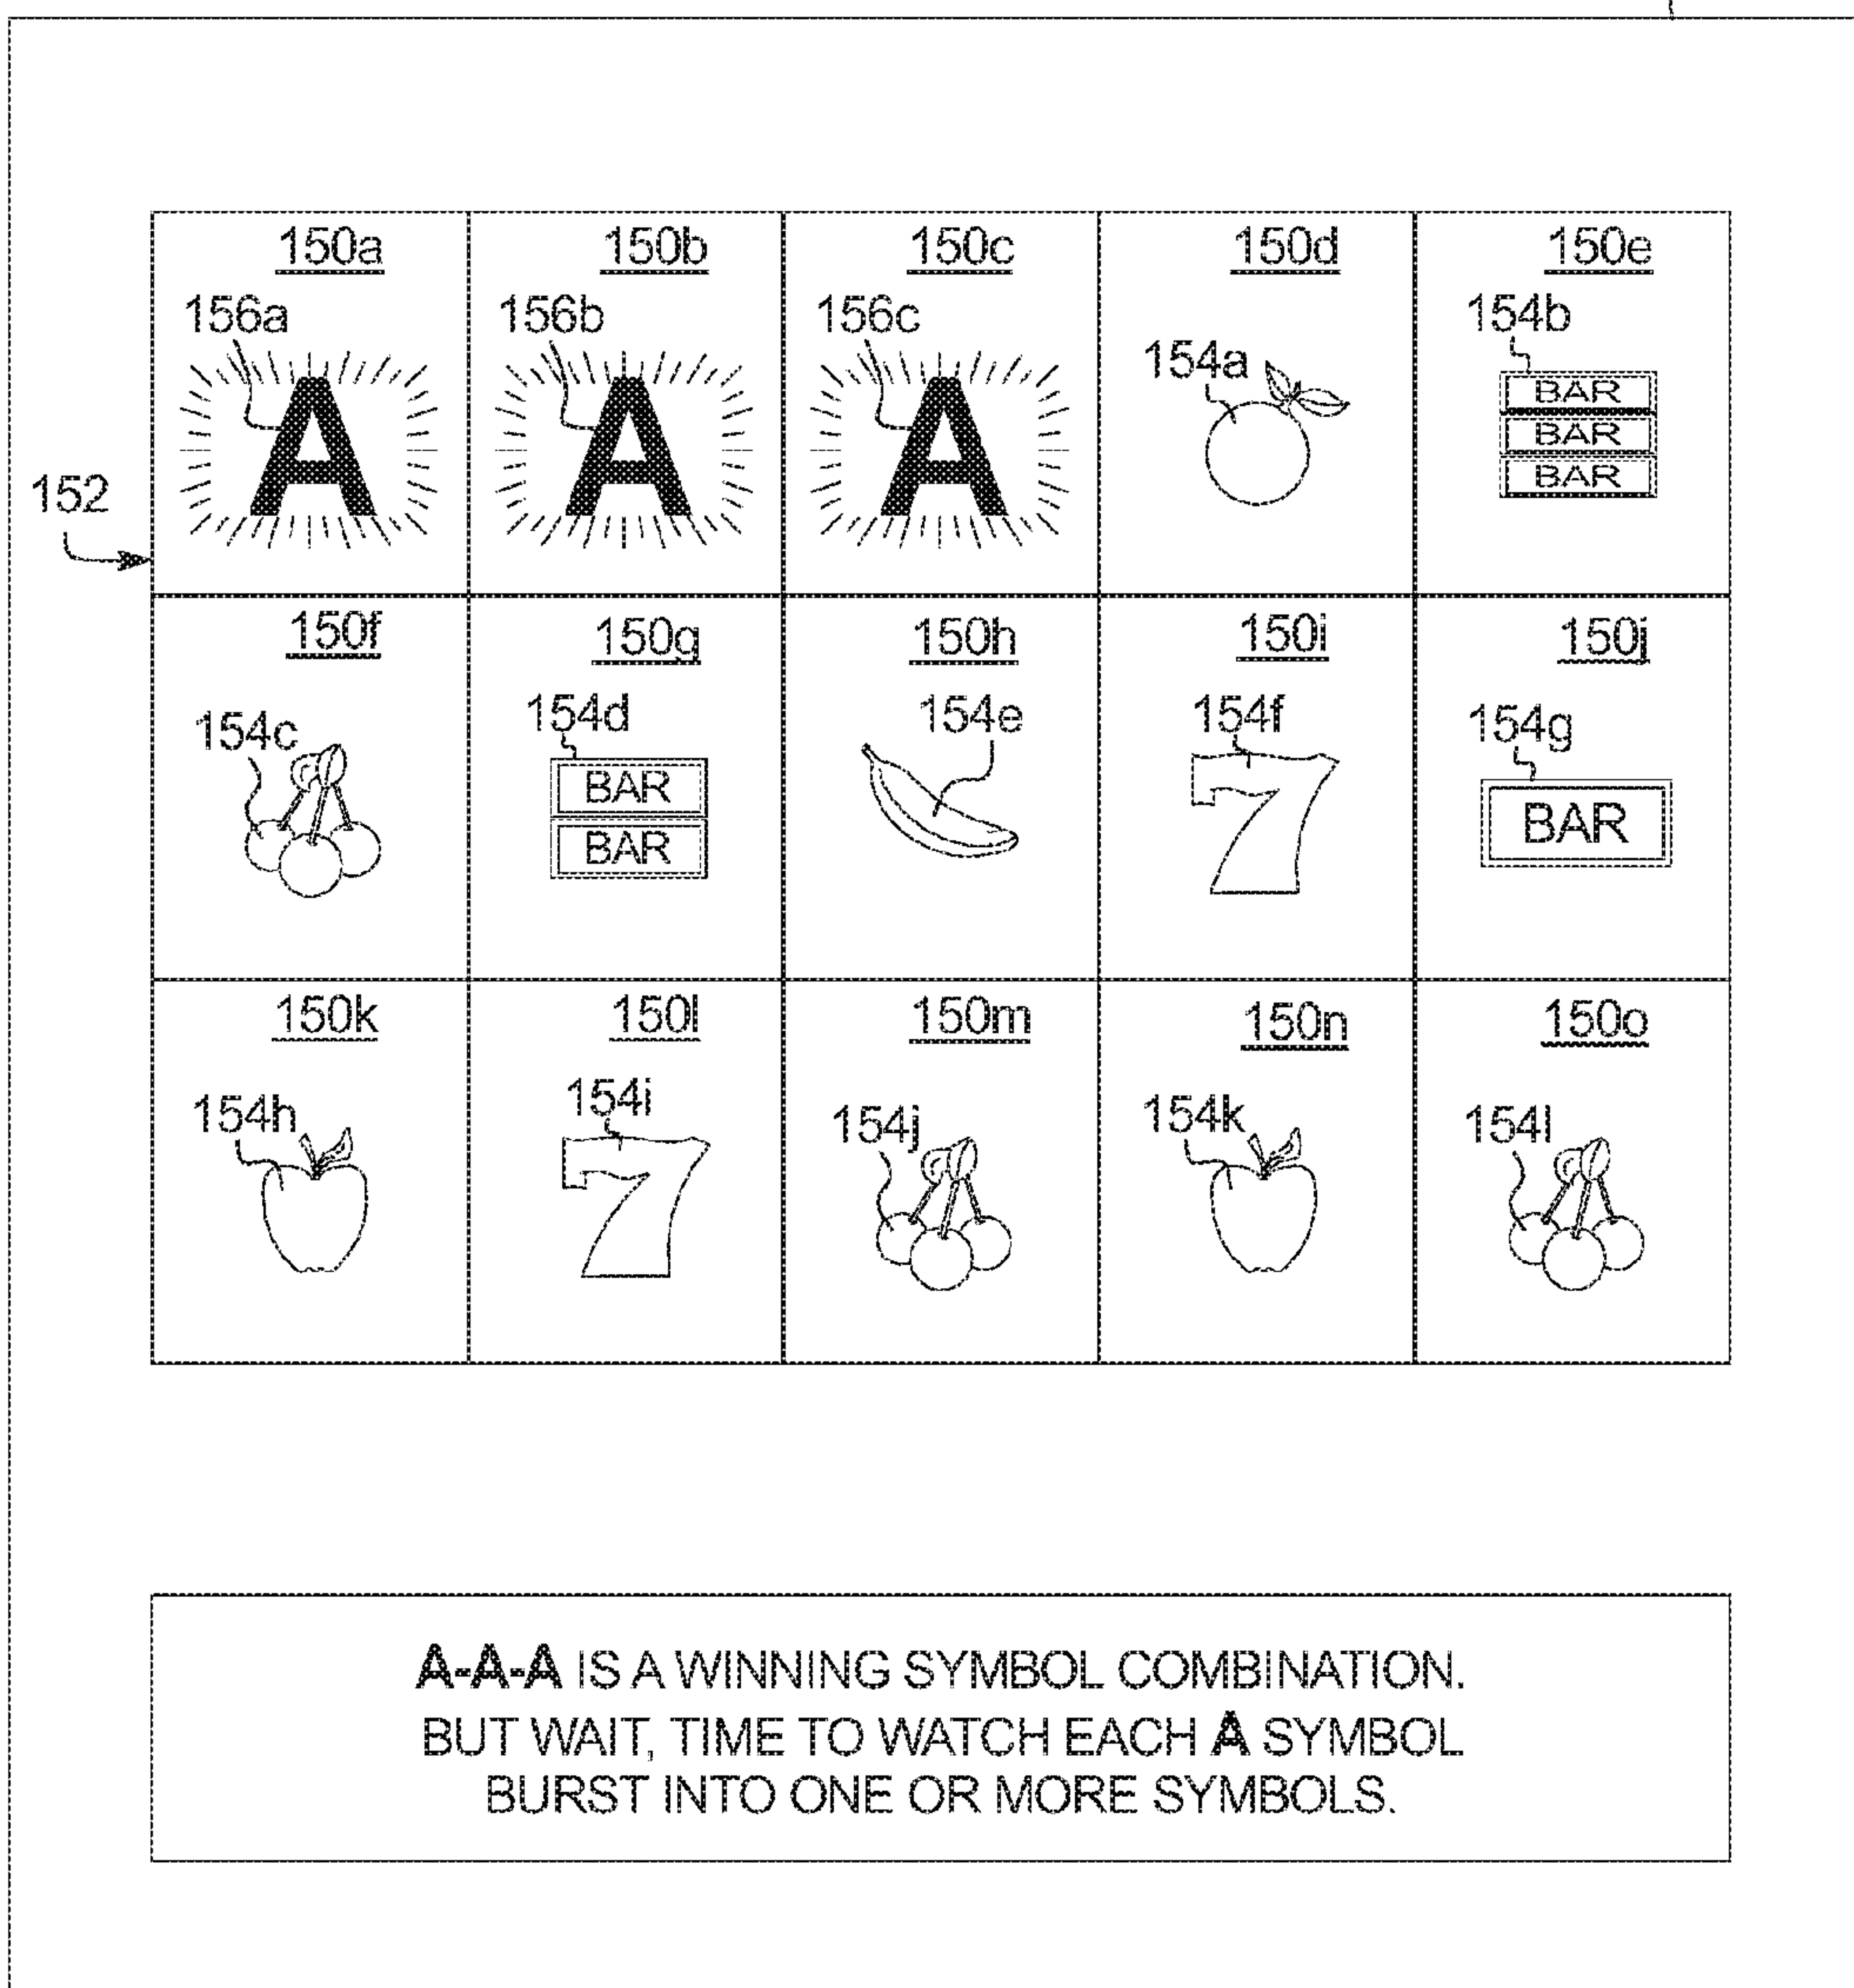 150a 150b 150c 150d 150e
156a 156b 156c 154a 154b
A A A BAR
BAR
BAR
152
150f 150g 150h 150i 150j
154c 154d 154e 154f 154g
BAR 7 BAR
BAR
150k 150l 150m 150n 150o
154h 154i 154j 154k 154l
7
A-A-A IS A WINNING SYMBOL COMBINATION.
BUT WAIT, TIME TO WATCH EACH A SYMBOL
BURST INTO ONE OR MORE SYMBOLS.